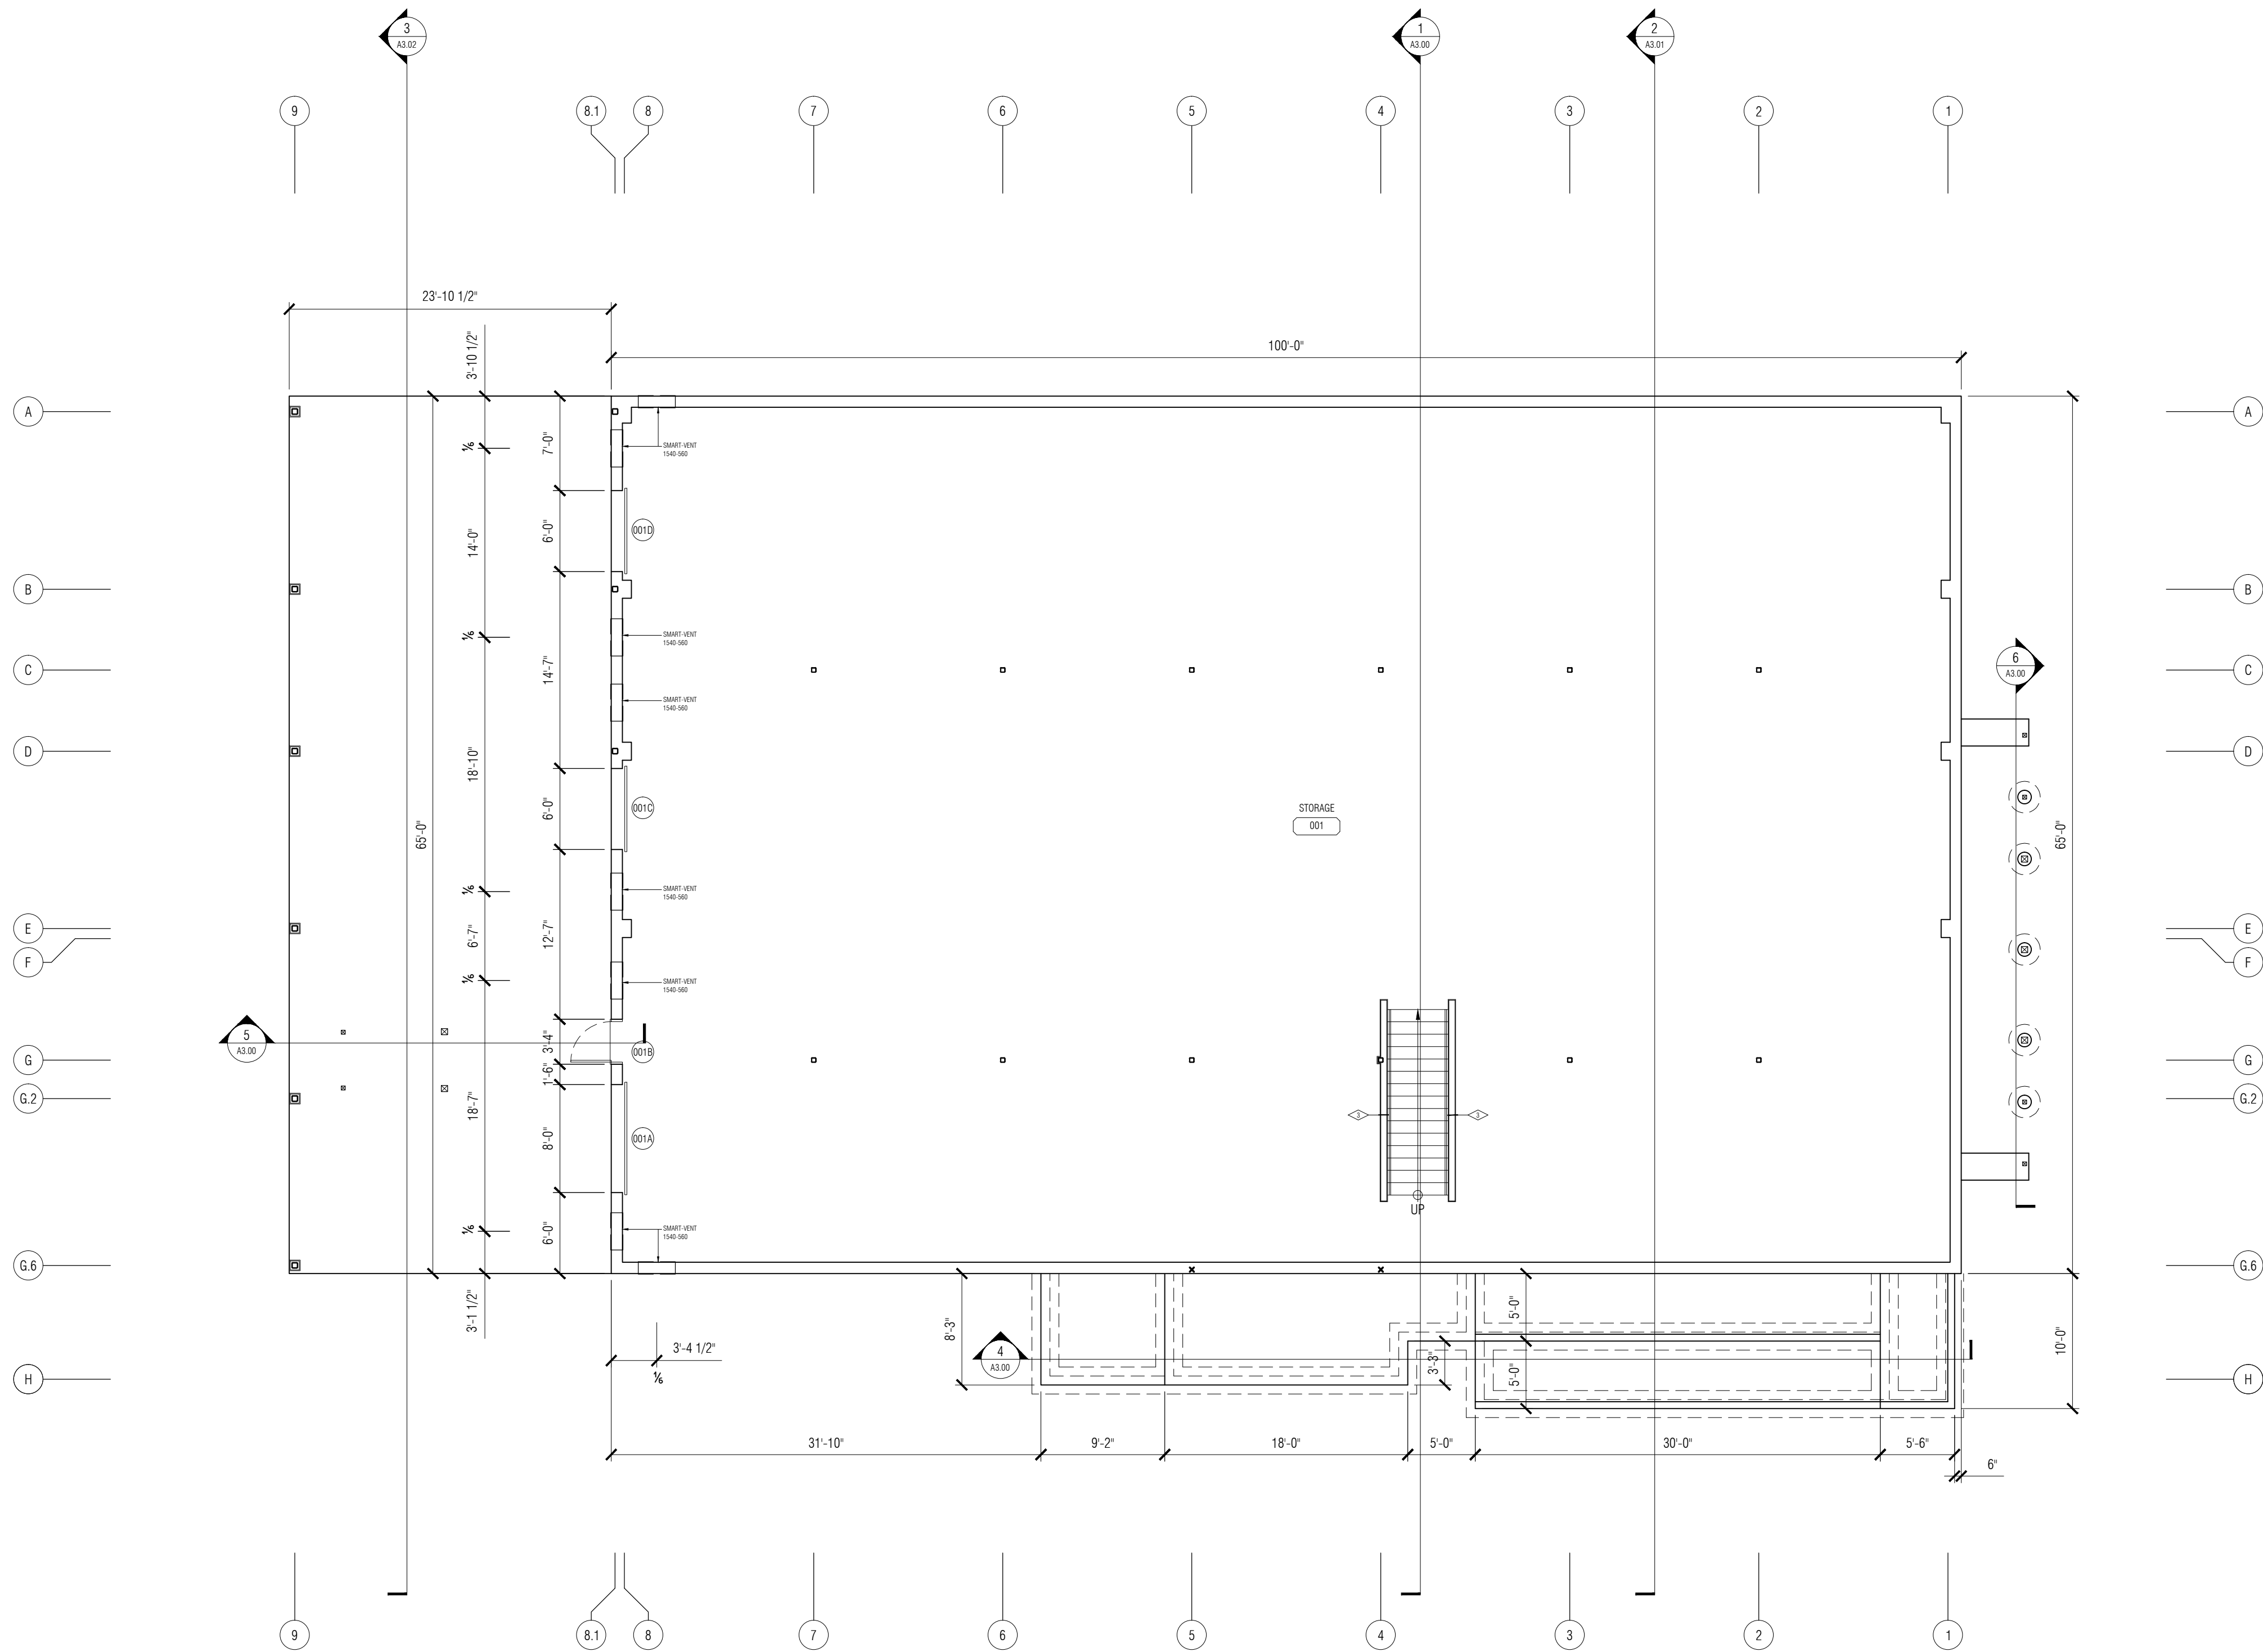 3
A3.02
1
A3.00
2
A3.01
9
8.1
8
7
6
5
4
3
2
1
23'-10 1/2"
100'-0"
3'-10 1/2"
A
A
7'-0"
SMART-VENT
1540-560
14'-0"
6'-0"
001D
B
B
SMART-VENT
1540-560
6
A3.00
C
C
14'-7"
SMART-VENT
1540-560
D
D
18'-10"
6'-0"
001C
STORAGE
001
65'-0"
65'-0"
SMART-VENT
1540-560
E
E
6'-7"
12'-7"
F
F
SMART-VENT
1540-560
5
A3.00
3'-4"
001B
G
G
1'-6"
G.2
G.2
18'-7"
3
3
8'-0"
001A
UP
6'-0"
SMART-VENT
1540-560
G.6
G.6
3'-1 1/2"
8'-3"
5'-0"
10'-0"
3'-4 1/2"
4
A3.00
3'-3"
5'-0"
H
H
31'-10"
9'-2"
18'-0"
5'-0"
30'-0"
5'-6"
6"
9
8.1
8
7
6
5
4
3
2
1